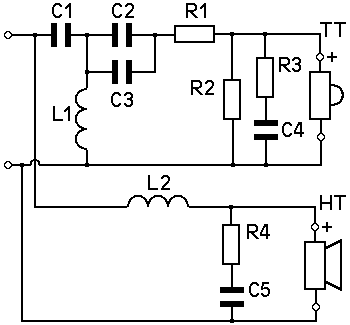 C1 C2 R1 TT
+
R3
C3 R2
L1
C4
L2 HT
+
R4
C5